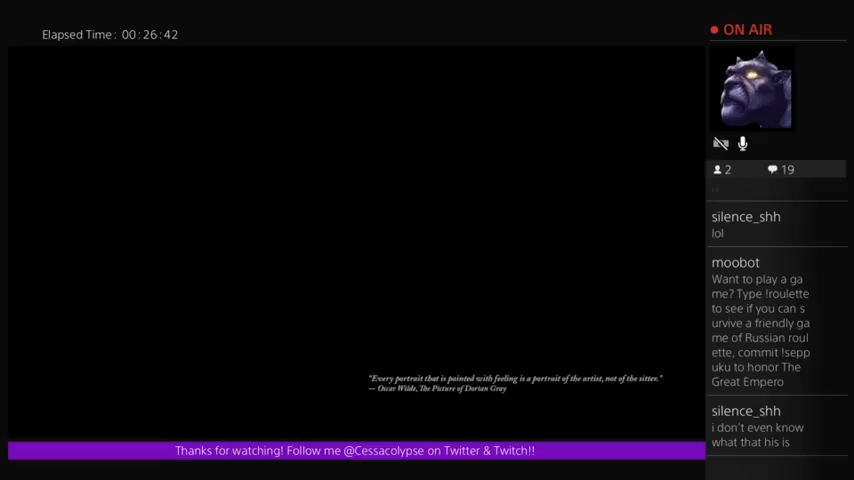 Elapsed Time: 00:26:42
ON AIR
2 19
silence_shh
lol
moobot
Want to play a ga
me? Type !roulette
to see if you can s
urvive a friendly ga
me of Russian roul
ette, commit !sepp
uku to honor The
Great Empero
silence_shh
i don't even know
what that his is
"Every portrait that is painted with feeling is a portrait of the artist, not of the sitter."
— Oscar Wilde, The Picture of Dorian Gray
Thanks for watching! Follow me @Cessacolypse on Twitter & Twitch!!